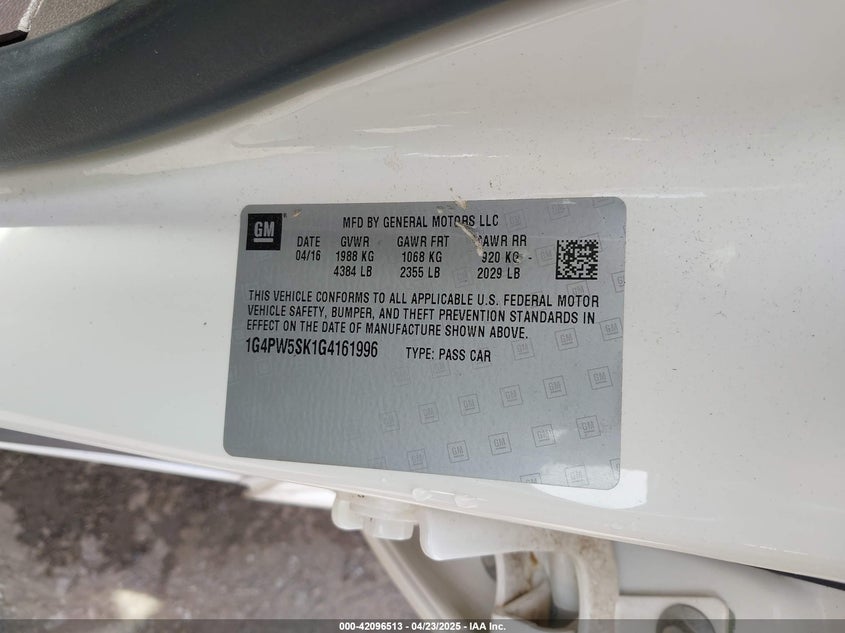 GM
MFD BY GENERAL MOTORS LLC
DATE GVWR GAWR FRT GAWR RR
04/16 1988 KG 1068 KG 920 KG
4384 LB 2355 LB 2029 LB
THIS VEHICLE CONFORMS TO ALL APPLICABLE U.S. FEDERAL MOTOR
VEHICLE SAFETY, BUMPER, AND THEFT PREVENTION STANDARDS IN
EFFECT ON THE DATE OF MANUFACTURE SHOWN ABOVE.
1G4PW5SK1G4161996 TYPE: PASS CAR
000-42096513 - 04/23/2025 - IAA, Inc.